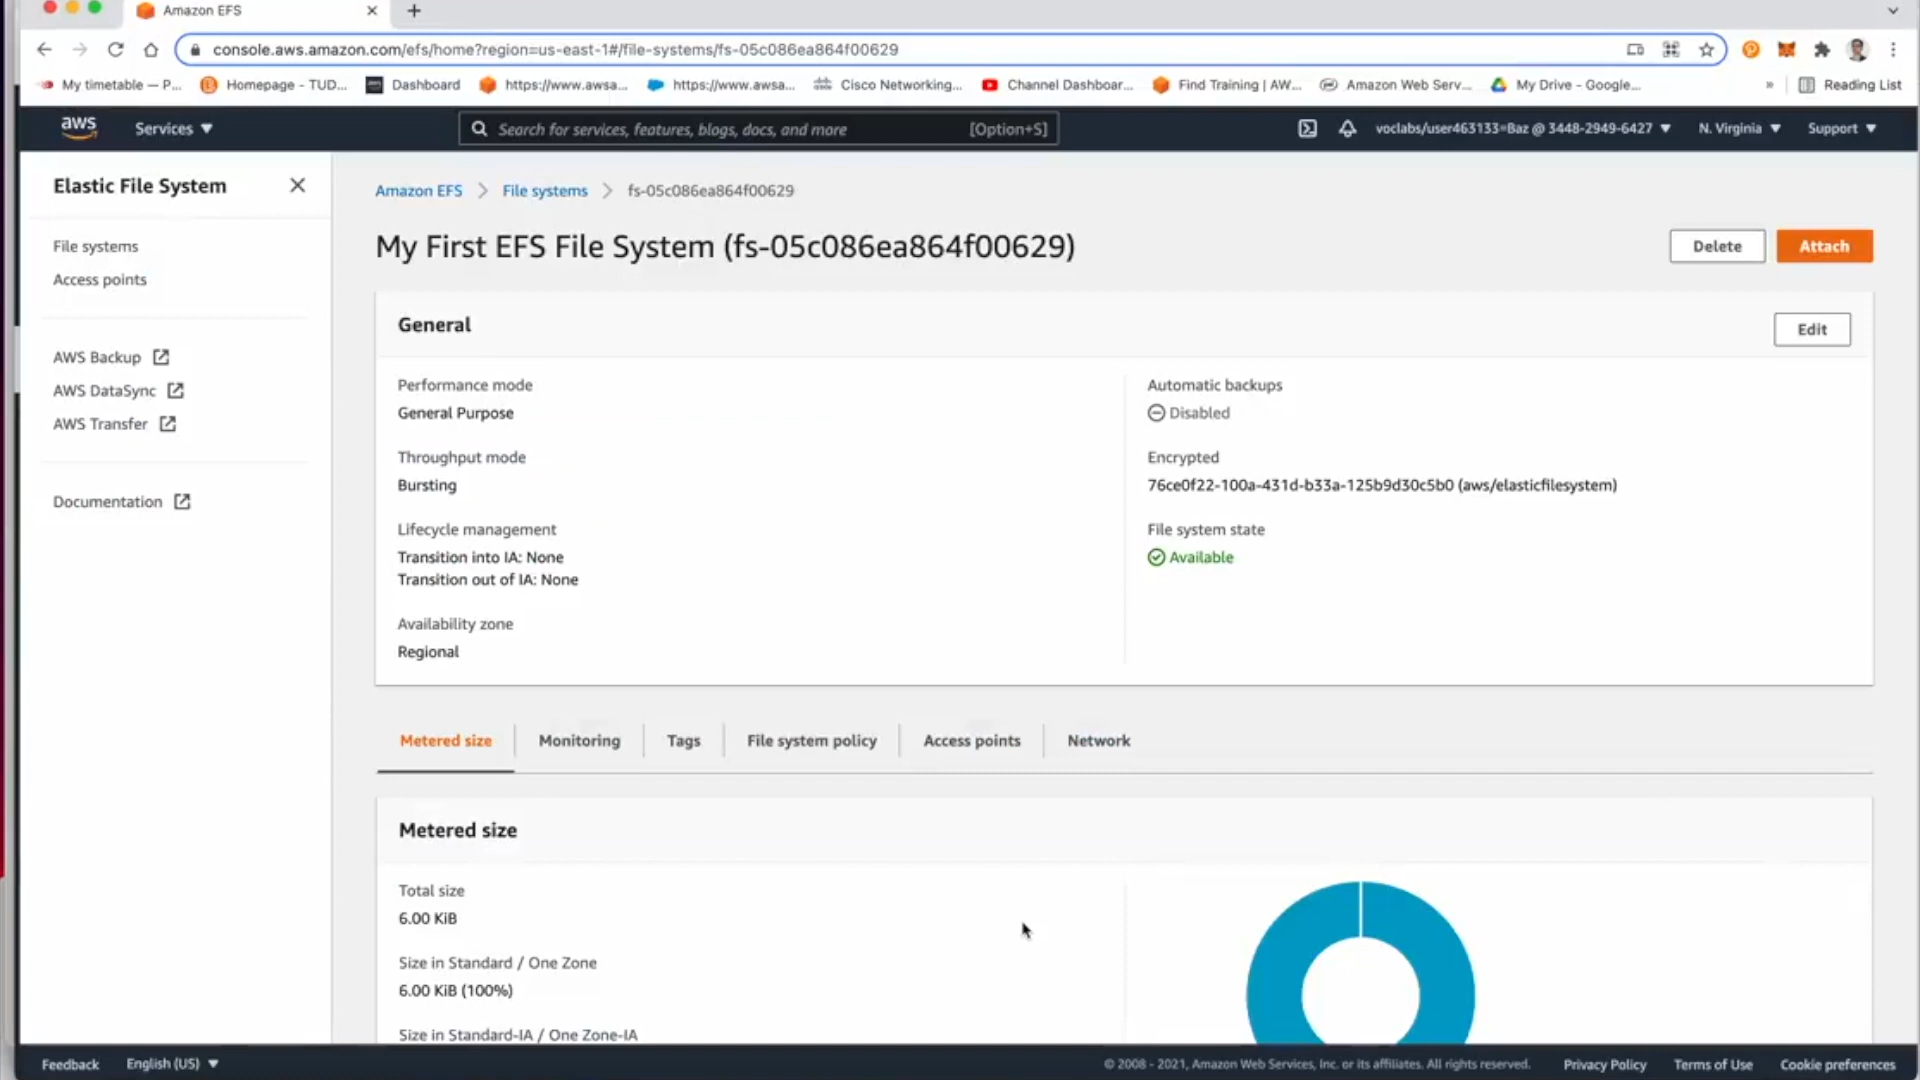 Amazon EFS
console.aws.amazon.com/efs/home?region=us-east-1#/file-systems/fs-05c086ea864f00629
My timetable — P...
Homepage - TUD...
Dashboard
https://www.awsa...
https://www.awsa...
Cisco Networking...
Channel Dashboar...
Find Training | AW...
Amazon Web Serv...
My Drive - Google...
»
Reading List
aws
Services
Search for services, features, blogs, docs, and more
[Option+S]
voclabs/user463133=Baz @ 3448-2949-6427
N. Virginia
Support
Elastic File System
File systems
Access points
AWS Backup
AWS DataSync
AWS Transfer
Documentation
Amazon EFS > File systems > fs-05c086ea864f00629
My First EFS File System (fs-05c086ea864f00629)
Delete
Attach
General
Edit
Performance mode
General Purpose
Throughput mode
Bursting
Lifecycle management
Transition into IA: None
Transition out of IA: None
Availability zone
Regional
Automatic backups
Disabled
Encrypted
76ce0f22-100a-431d-b33a-125b9d30c5b0 (aws/elasticfilesystem)
File system state
Available
Metered size
Monitoring
Tags
File system policy
Access points
Network
Metered size
Total size
6.00 KiB
Size in Standard / One Zone
6.00 KiB (100%)
Size in Standard-IA / One Zone-IA
Feedback
English (US)
© 2008 - 2021, Amazon Web Services, Inc. or its affiliates. All rights reserved.
Privacy Policy
Terms of Use
Cookie preferences